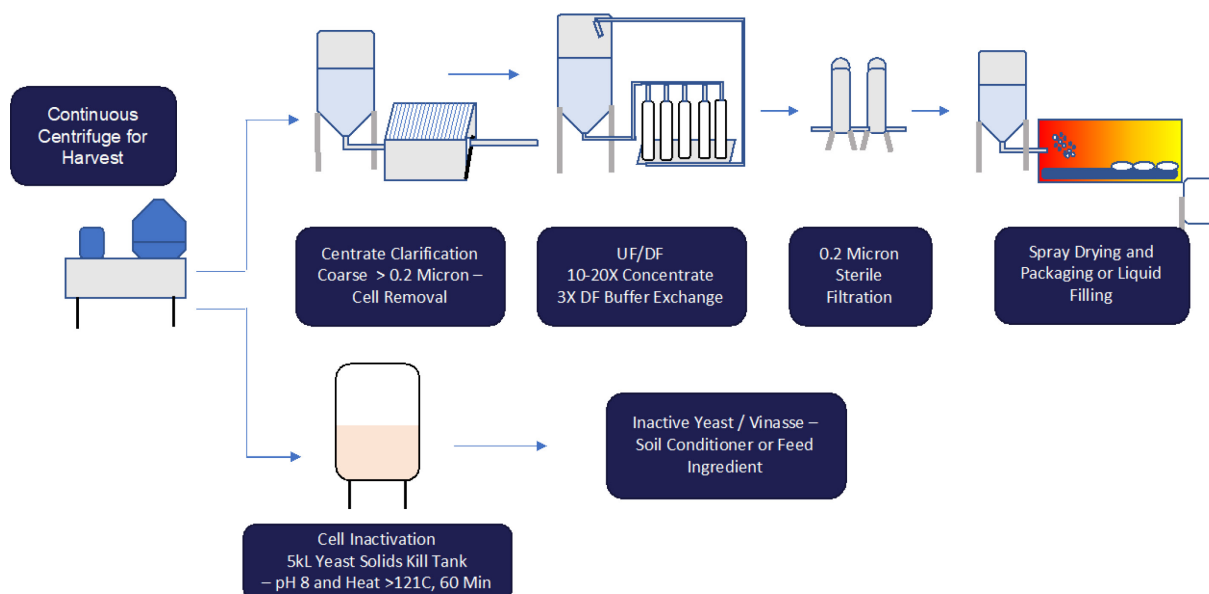 Continuous
Centrifuge for
Harvest
Centrate Clarification
Coarse > 0.2 Micron –
Cell Removal
UF/DF
10-20X Concentrate
3X DF Buffer Exchange
0.2 Micron
Sterile
Filtration
Spray Drying and
Packaging or Liquid
Filling
Cell Inactivation
5kL Yeast Solids Kill Tank
– pH 8 and Heat >121C, 60 Min
Inactive Yeast / Vinasse –
Soil Conditioner or Feed
Ingredient